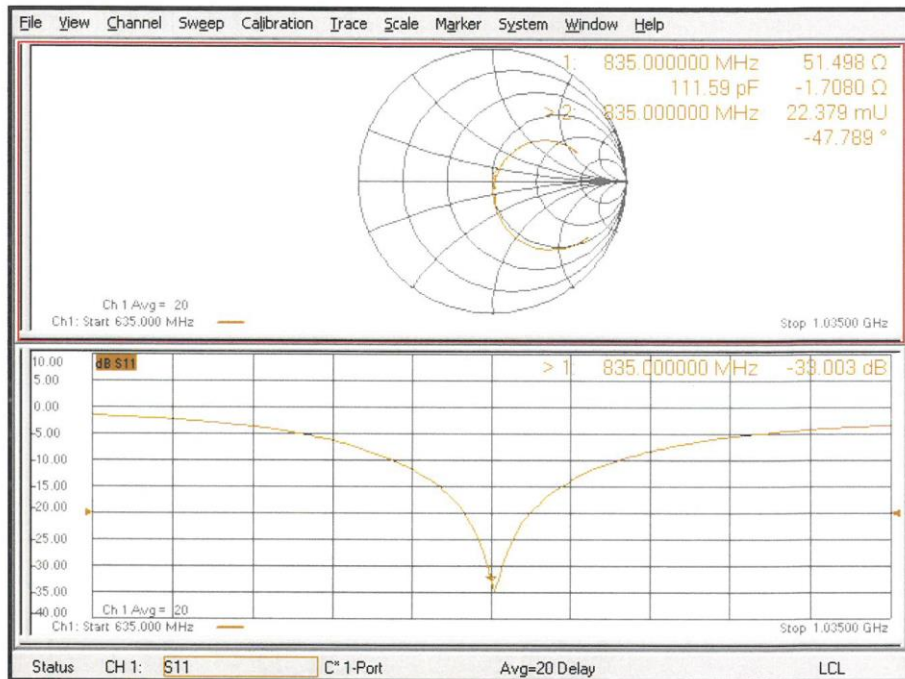 File View Channel Sweep Calibration Trace Scale Marker System Window Help
1: 835.000000 MHz 51.498 Ω
111.59 pF -1.7080 Ω
> 2: 835.000000 MHz 22.379 mU
-47.789 °
Ch 1 Avg = 20
Ch1: Start 635.000 MHz Stop 1.03500 GHz
10.00 dB S11 > 1: 835.000000 MHz -33.003 dB
5.00
0.00
-5.00
-10.00
-15.00
-20.00
-25.00
-30.00
-35.00
-40.00 Ch 1 Avg = 20
Ch1: Start 635.000 MHz Stop 1.03500 GHz
Status CH 1: S11 C* 1-Port Avg=20 Delay LCL